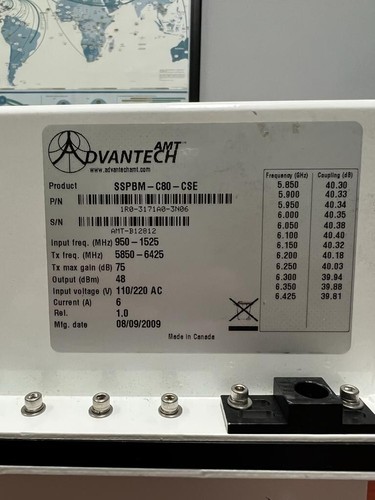 ADVANTECH AMT™
www.advantechamt.com
Product SSPBM-C80-CSE
P/N
1R0-3171A0-3N06
S/N
AMT-B12812
Input freq. (MHz) 950-1525
Tx freq. (MHz) 5850-6425
Tx max gain (dB) 75
Output (dBm) 48
Input voltage (V) 110/220 AC
Current (A) 6
Rel. 1.0
Mfg. date 08/09/2009
Made in Canada
Frequency (GHz) Coupling (dB)
5.850 40.30
5.900 40.33
5.950 40.34
6.000 40.35
6.050 40.38
6.100 40.40
6.150 40.32
6.200 40.18
6.250 40.03
6.300 39.94
6.350 39.88
6.425 39.81